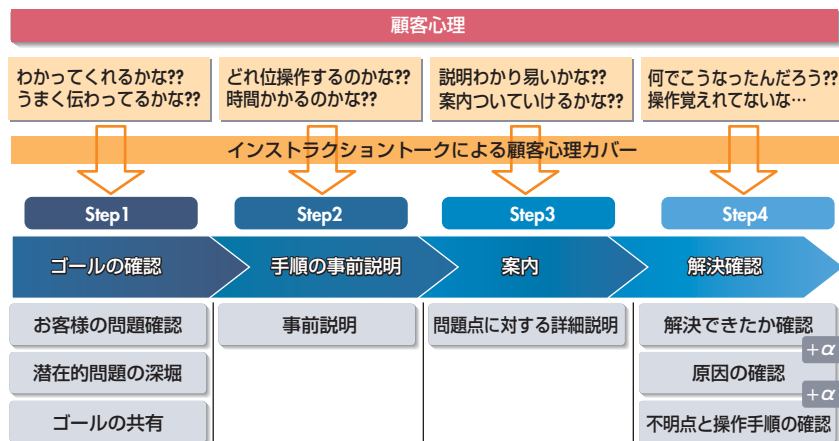 顧客心理
わかってくれるかな??
うまく伝わってるかな??
どれ位操作するのかな??
時間かかるのかな??
説明わかり易いかな??
案内ついていけるかな??
何でこうなったんだろう??
操作覚えれてないな…
インストラクショントークによる顧客心理カバー
Step1
Step2
Step3
Step4
ゴールの確認
手順の事前説明
案内
解決確認
お客様の問題確認
潜在的問題の深堀
ゴールの共有
事前説明
問題点に対する詳細説明
解決できたか確認
+α
原因の確認
+α
不明点と操作手順の確認